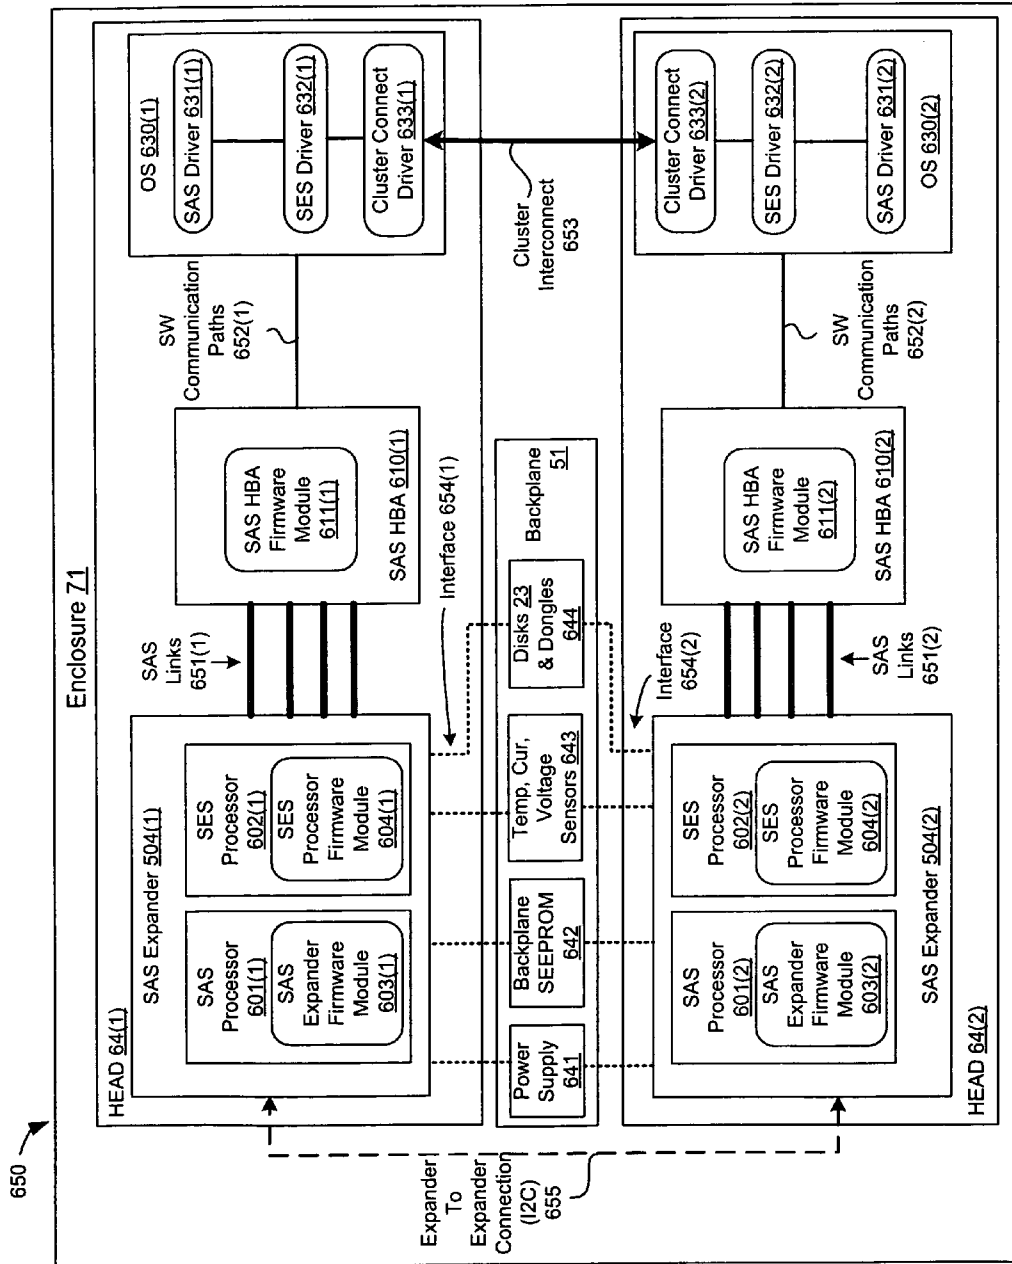 650
Enclosure 71
HEAD 64(1)
SAS Expander 504(1)
SAS
Processor
601(1)
SAS
Expander
Firmware
Module
603(1)
SES
Processor
602(1)
SES
Processor
Firmware
Module
604(1)
SAS
Links
651(1)
SAS HBA
Firmware
Module
611(1)
SAS HBA 610(1)
SW
Communication
Paths
652(1)
OS 630(1)
SAS Driver 631(1)
SES Driver 632(1)
Cluster Connect
Driver 633(1)
Interface 654(1)
Expander
To
Expander
Connection
(I2C)
655
Power
Supply
641
Backplane
SEEPROM
642
Temp, Cur,
Voltage
Sensors 643
Disks 23
& Dongles
644
Backplane
51
Cluster
Interconnect
653
Interface
654(2)
SAS
Processor
601(2)
SAS
Expander
Firmware
Module
603(2)
SES
Processor
602(2)
SES
Processor
Firmware
Module
604(2)
SAS Expander 504(2)
HEAD 64(2)
SAS
Links
651(2)
SAS HBA
Firmware
Module
611(2)
SAS HBA 610(2)
SW
Communication
Paths
652(2)
Cluster Connect
Driver 633(2)
SES Driver 632(2)
SAS Driver 631(2)
OS 630(2)